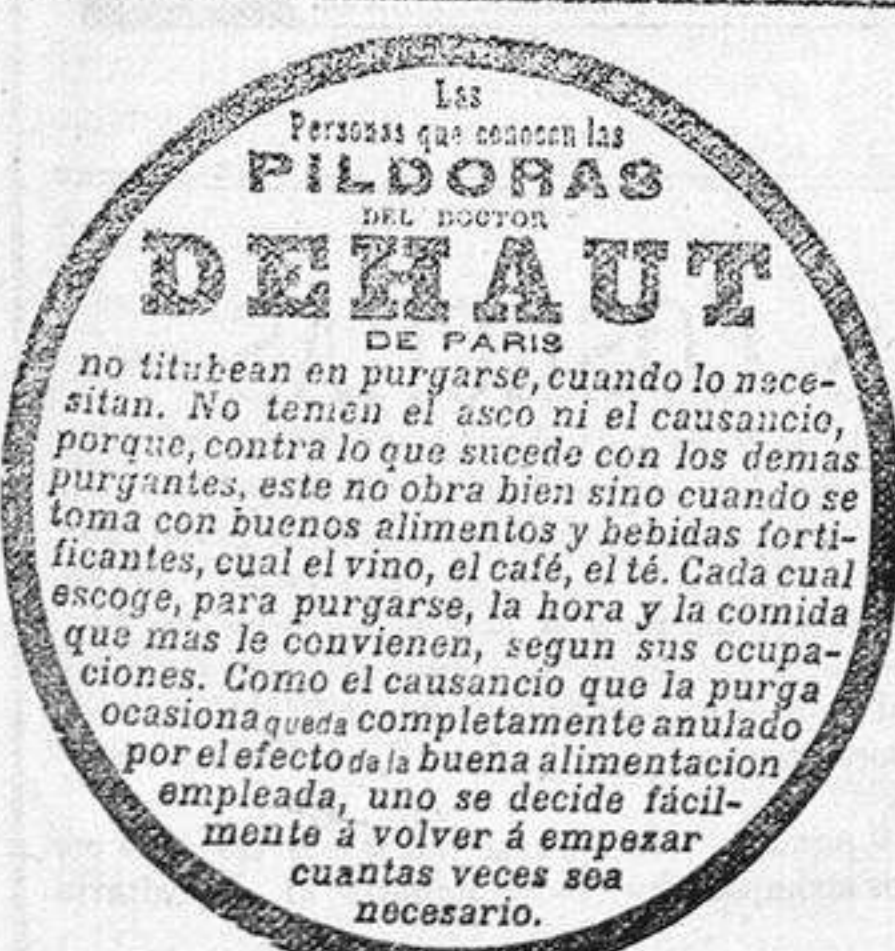 Las
Personas que conocen las
PILDORAS
DEL DOCTOR
DEHAUT
DE PARIS
no titubean en purgarse, cuando lo nece-
sitan. No temen el asco ni el causancio,
porque, contra lo que sucede con los demas
purgantes, este no obra bien sino cuando se
toma con buenos alimentos y bebidas forti-
ficantes, cual el vino, el café, el té. Cada cual
escoge, para purgarse, la hora y la comida
que mas le convienen, segun sus ocupa-
ciones. Como el causancio que la purga
ocasiona queda completamente anulado
por el efecto de la buena alimentacion
empleada, uno se decide fácil-
mente á volver á empezar
cuantas veces sea
necesario.